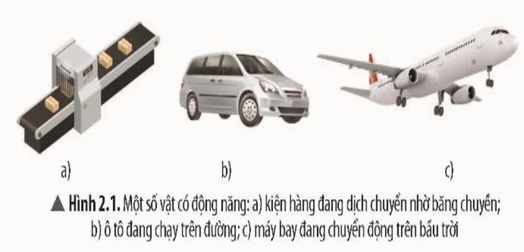 a)
b)
c)
▲ Hình 2.1. Một số vật có động năng: a) kiện hàng đang dịch chuyển nhờ băng chuyền;
b) ô tô đang chạy trên đường; c) máy bay đang chuyển động trên bầu trời